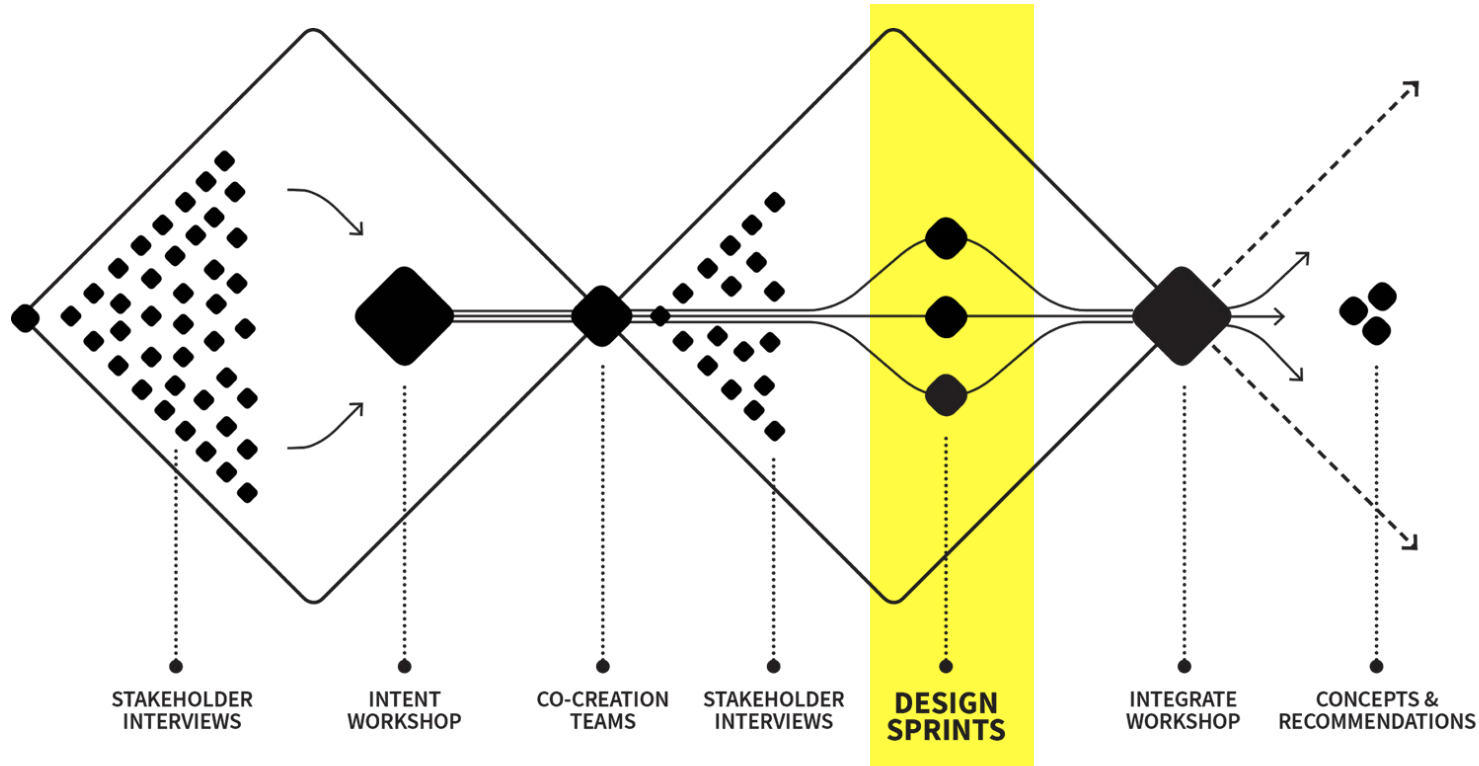 STAKEHOLDER
INTERVIEWS
INTENT
WORKSHOP
CO-CREATION
TEAMS
STAKEHOLDER
INTERVIEWS
DESIGN
SPRINTS
INTEGRATE
WORKSHOP
CONCEPTS &
RECOMMENDATIONS